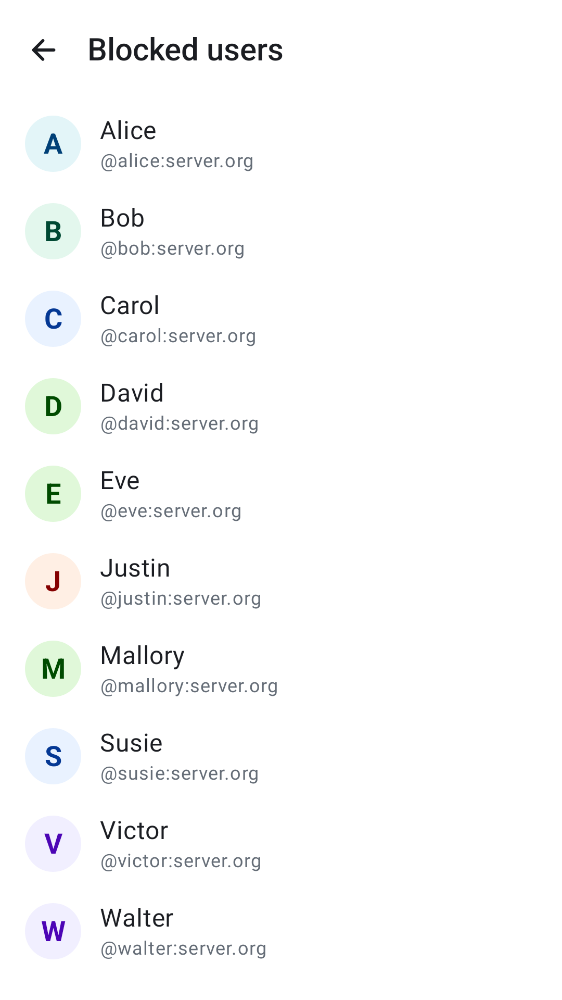 Blocked users
A
Alice
@alice:server.org
B
Bob
@bob:server.org
C
Carol
@carol:server.org
D
David
@david:server.org
E
Eve
@eve:server.org
J
Justin
@justin:server.org
M
Mallory
@mallory:server.org
S
Susie
@susie:server.org
V
Victor
@victor:server.org
W
Walter
@walter:server.org